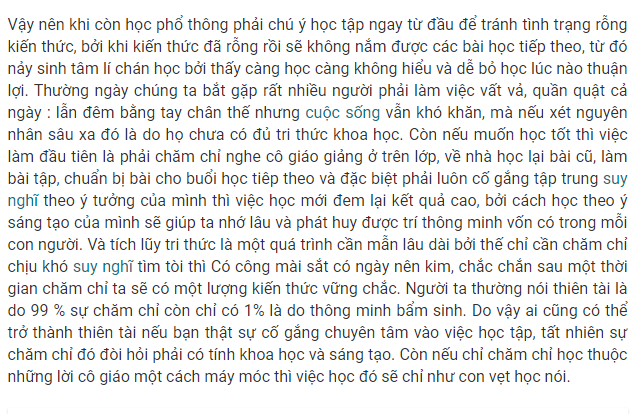 Vậy nên khi còn học phổ thông phải chú ý học tập ngay từ đầu để tránh tình trạng rỗng
kiến thức, bởi khi kiến thức đã rỗng rồi sẽ không nắm được các bài học tiếp theo, từ đó
nảy sinh tâm lí chán học bởi thấy càng học càng không hiểu và dễ bỏ học lúc nào thuận
lợi. Thường ngày chúng ta bắt gặp rất nhiều người phải làm việc vất vả, quần quật cả
ngày : lẫn đêm bằng tay chân thế nhưng cuộc sống vẫn khó khăn, mà nếu xét nguyên
nhân sâu xa đó là do họ chưa có đủ tri thức khoa học. Còn nếu muốn học tốt thì việc
làm đầu tiên là phải chăm chỉ nghe cô giáo giảng ở trên lớp, về nhà học lại bài cũ, làm
bài tập, chuẩn bị bài cho buổi học tiêp theo và đặc biệt phải luôn cố gắng tập trung suy
nghĩ theo ý tưởng của mình thì việc học mới đem lại kết quả cao, bởi cách học theo ý
sáng tạo của mình sẽ giúp ta nhớ lâu và phát huy được trí thông minh vốn có trong mỗi
con người. Và tích lũy tri thức là một quá trình cần mẫn lâu dài bởi thế chỉ cần chăm chỉ
chịu khó suy nghĩ tìm tòi thì Có công mài sắt có ngày nên kim, chắc chắn sau một thời
gian chăm chỉ ta sẽ có một lượng kiến thức vững chắc. Người ta thường nói thiên tài là
do 99 % sự chăm chỉ còn chỉ có 1% là do thông minh bẩm sinh. Do vậy ai cũng có thể
trở thành thiên tài nếu bạn thật sự cố gắng chuyên tâm vào việc học tập, tất nhiên sự
chăm chỉ đó đòi hỏi phải có tính khoa học và sáng tạo. Còn nếu chỉ chăm chỉ học thuộc
những lời cô giáo một cách máy móc thì việc học đó sẽ chỉ như con vẹt học nói.